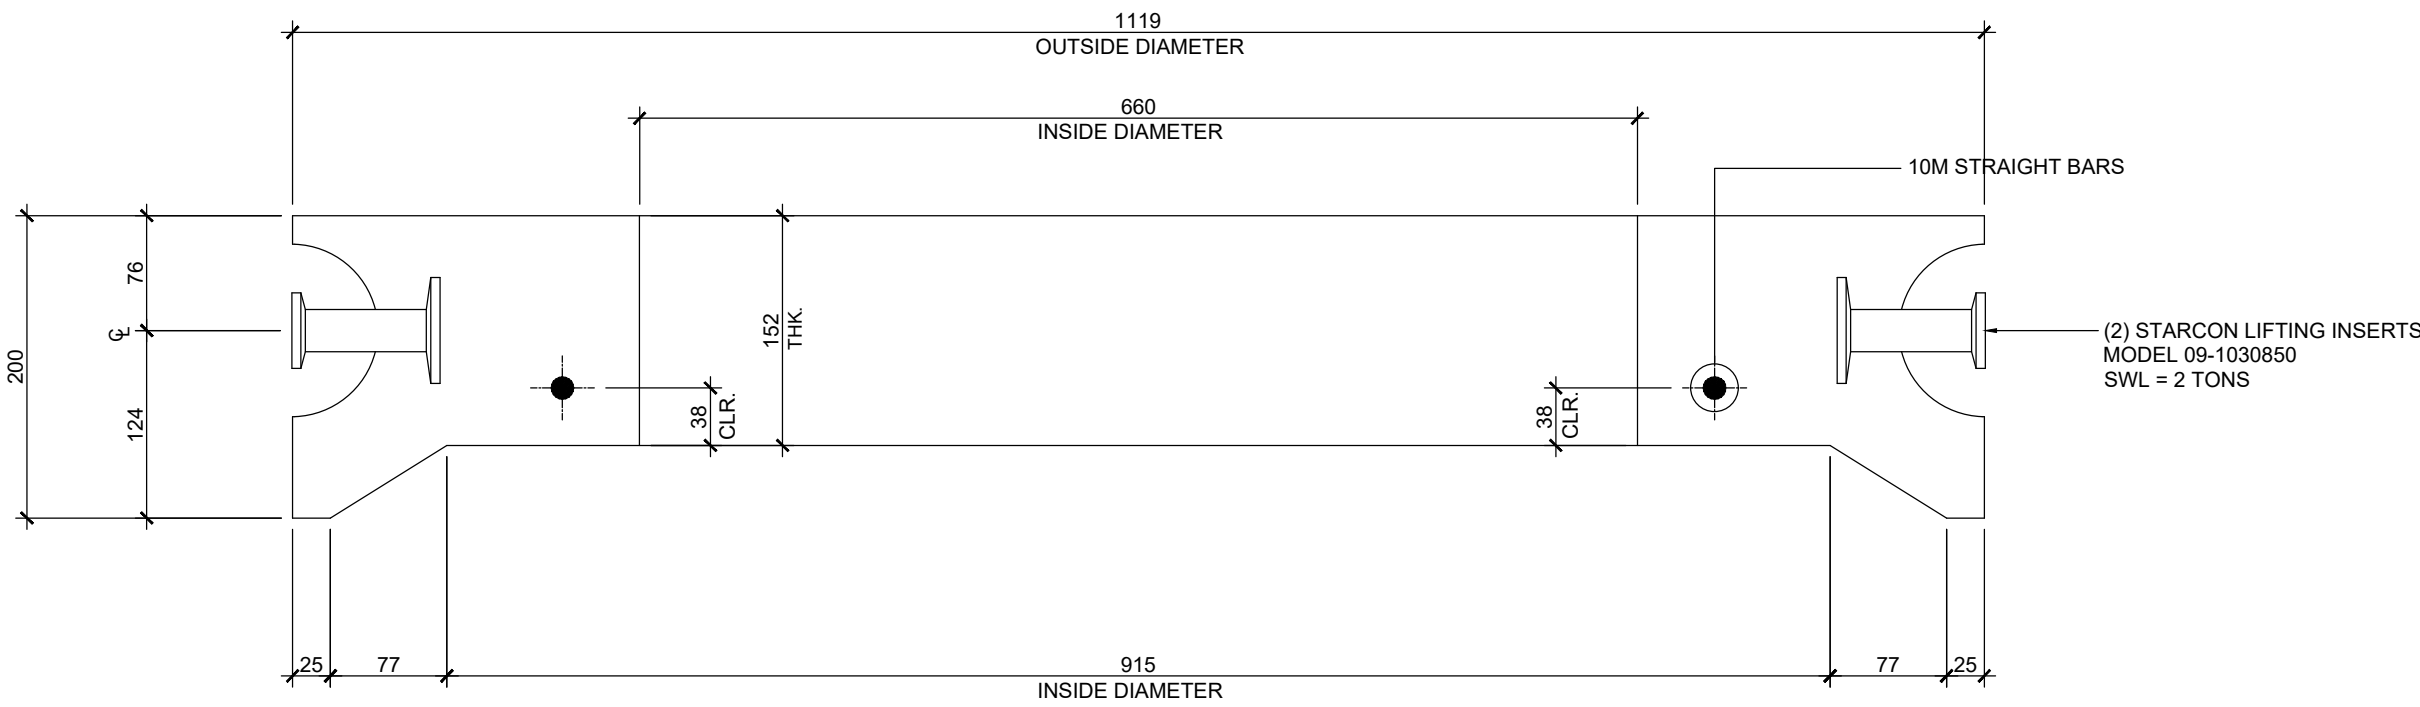 1119
OUTSIDE DIAMETER
660
INSIDE DIAMETER
10M STRAIGHT BARS
76
℄
200
124
152
THK.
38
CLR.
38
CLR.
(2) STARCON LIFTING INSERTS
MODEL 09-1030850
SWL = 2 TONS
25
77
915
INSIDE DIAMETER
77
25